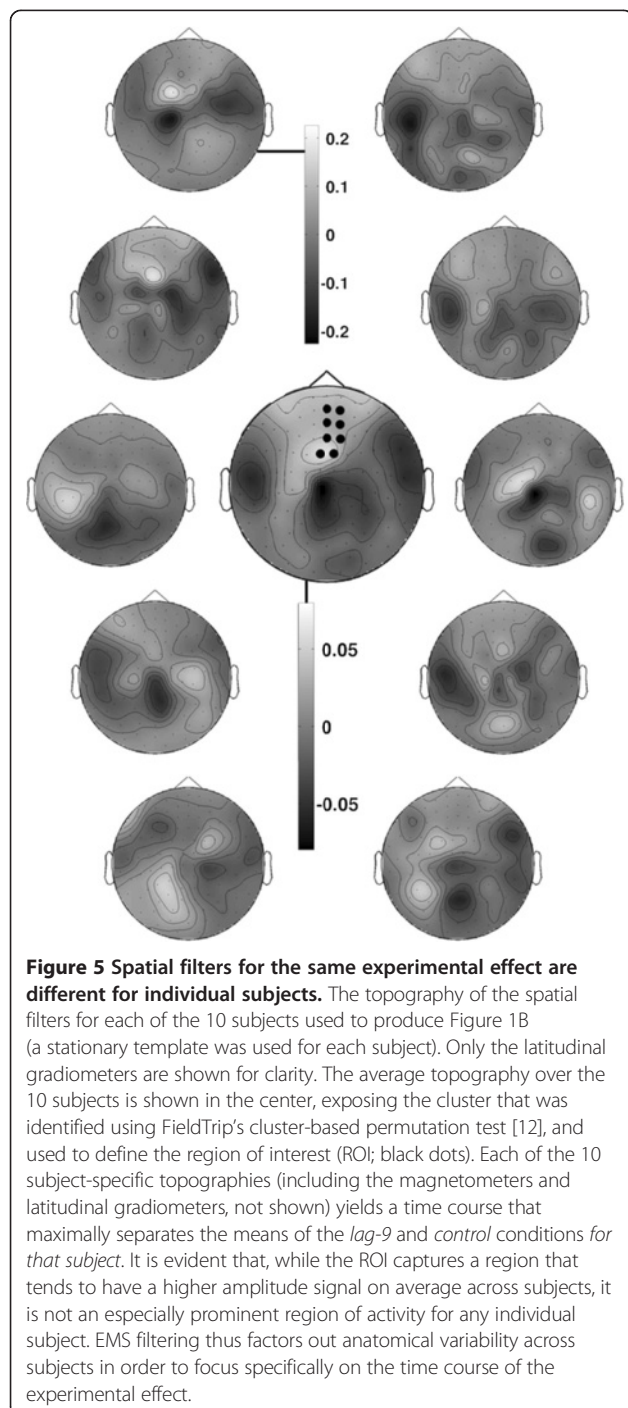 0.2
0.1
0
-0.1
-0.2
0.05
0
-0.05
Figure 5 Spatial filters for the same experimental effect are
different for individual subjects. The topography of the spatial
filters for each of the 10 subjects used to produce Figure 1B
(a stationary template was used for each subject). Only the latitudinal
gradiometers are shown for clarity. The average topography over the
10 subjects is shown in the center, exposing the cluster that was
identified using FieldTrip's cluster-based permutation test [12], and
used to define the region of interest (ROI; black dots). Each of the 10
subject-specific topographies (including the magnetometers and
latitudinal gradiometers, not shown) yields a time course that
maximally separates the means of the lag-9 and control conditions for
that subject. It is evident that, while the ROI captures a region that
tends to have a higher amplitude signal on average across subjects, it
is not an especially prominent region of activity for any individual
subject. EMS filtering thus factors out anatomical variability across
subjects in order to focus specifically on the time course of the
experimental effect.